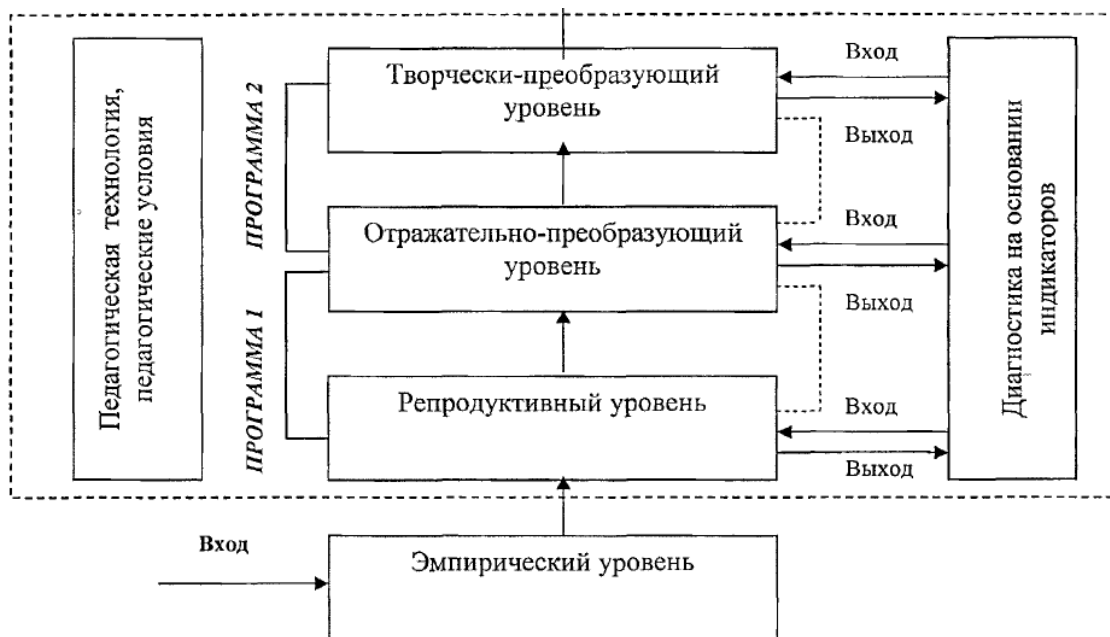 Педагогическая технология,
педагогические условия
ПРОГРАММА 2
ПРОГРАММА 1
Творчески-преобразующий
уровень
Отражательно-преобразующий
уровень
Репродуктивный уровень
Эмпирический уровень
Вход
Вход
Выход
Вход
Выход
Вход
Выход
Диагностика на основании
индикаторов